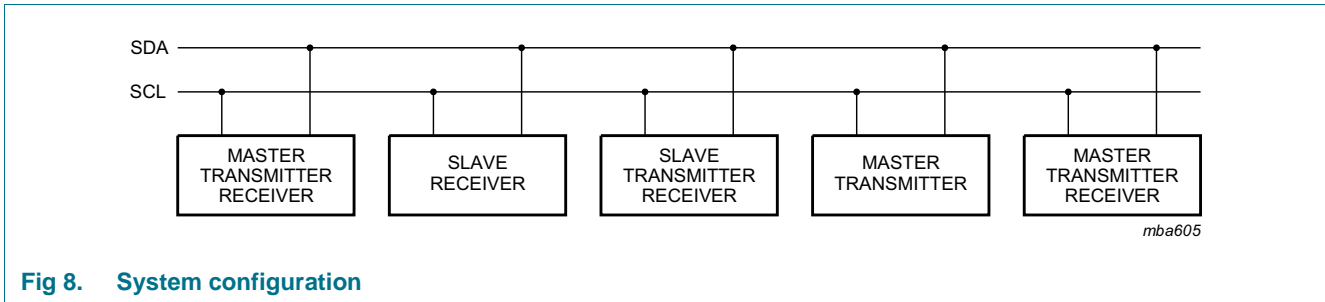 SDA
SCL
MASTER
TRANSMITTER
RECEIVER
SLAVE
RECEIVER
SLAVE
TRANSMITTER
RECEIVER
MASTER
TRANSMITTER
MASTER
TRANSMITTER
RECEIVER
mba605
Fig 8. System configuration